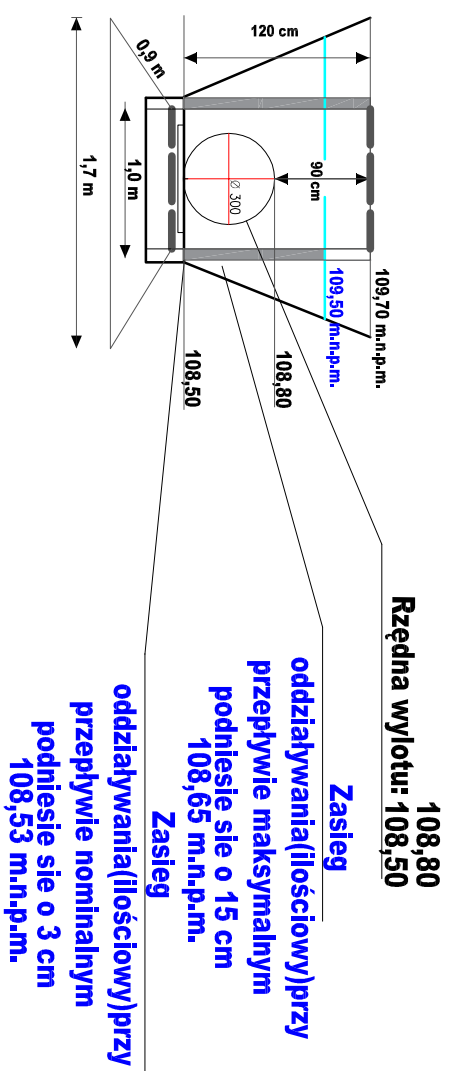 108,80
Rzędna wylotu: 108,50
109,70 m.n.p.m.
109,50 m.n.p.m.
120 cm
90 cm
108,80
Ø 300
108,50
0,9 m
1,0 m
1,7 m
Zasieg
oddziaływania(ilościowy)przy
przepływie maksymalnym
podniesie sie o 15 cm
108,65 m.n.p.m.
Zasieg
oddziaływania(ilościowy)przy
przepływie nominalnym
podniesie sie o 3 cm
108,53 m.n.p.m.